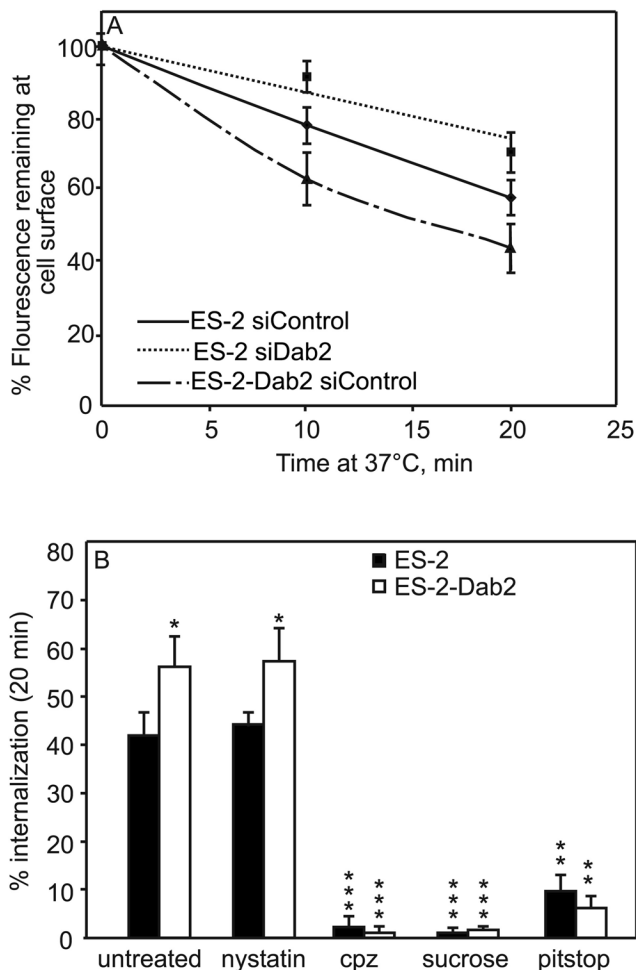 A
100
80
60
40
20
0
% Flourescence remaining at
cell surface
ES-2 siControl
ES-2 siDab2
ES-2-Dab2 siControl
0 5 10 15 20 25
Time at 37°C, min
B
80
70
60
50
40
30
20
10
0
% internalization (20 min)
ES-2
ES-2-Dab2
* *
*** *** *** *** ** **
untreated nystatin cpz sucrose pitstop